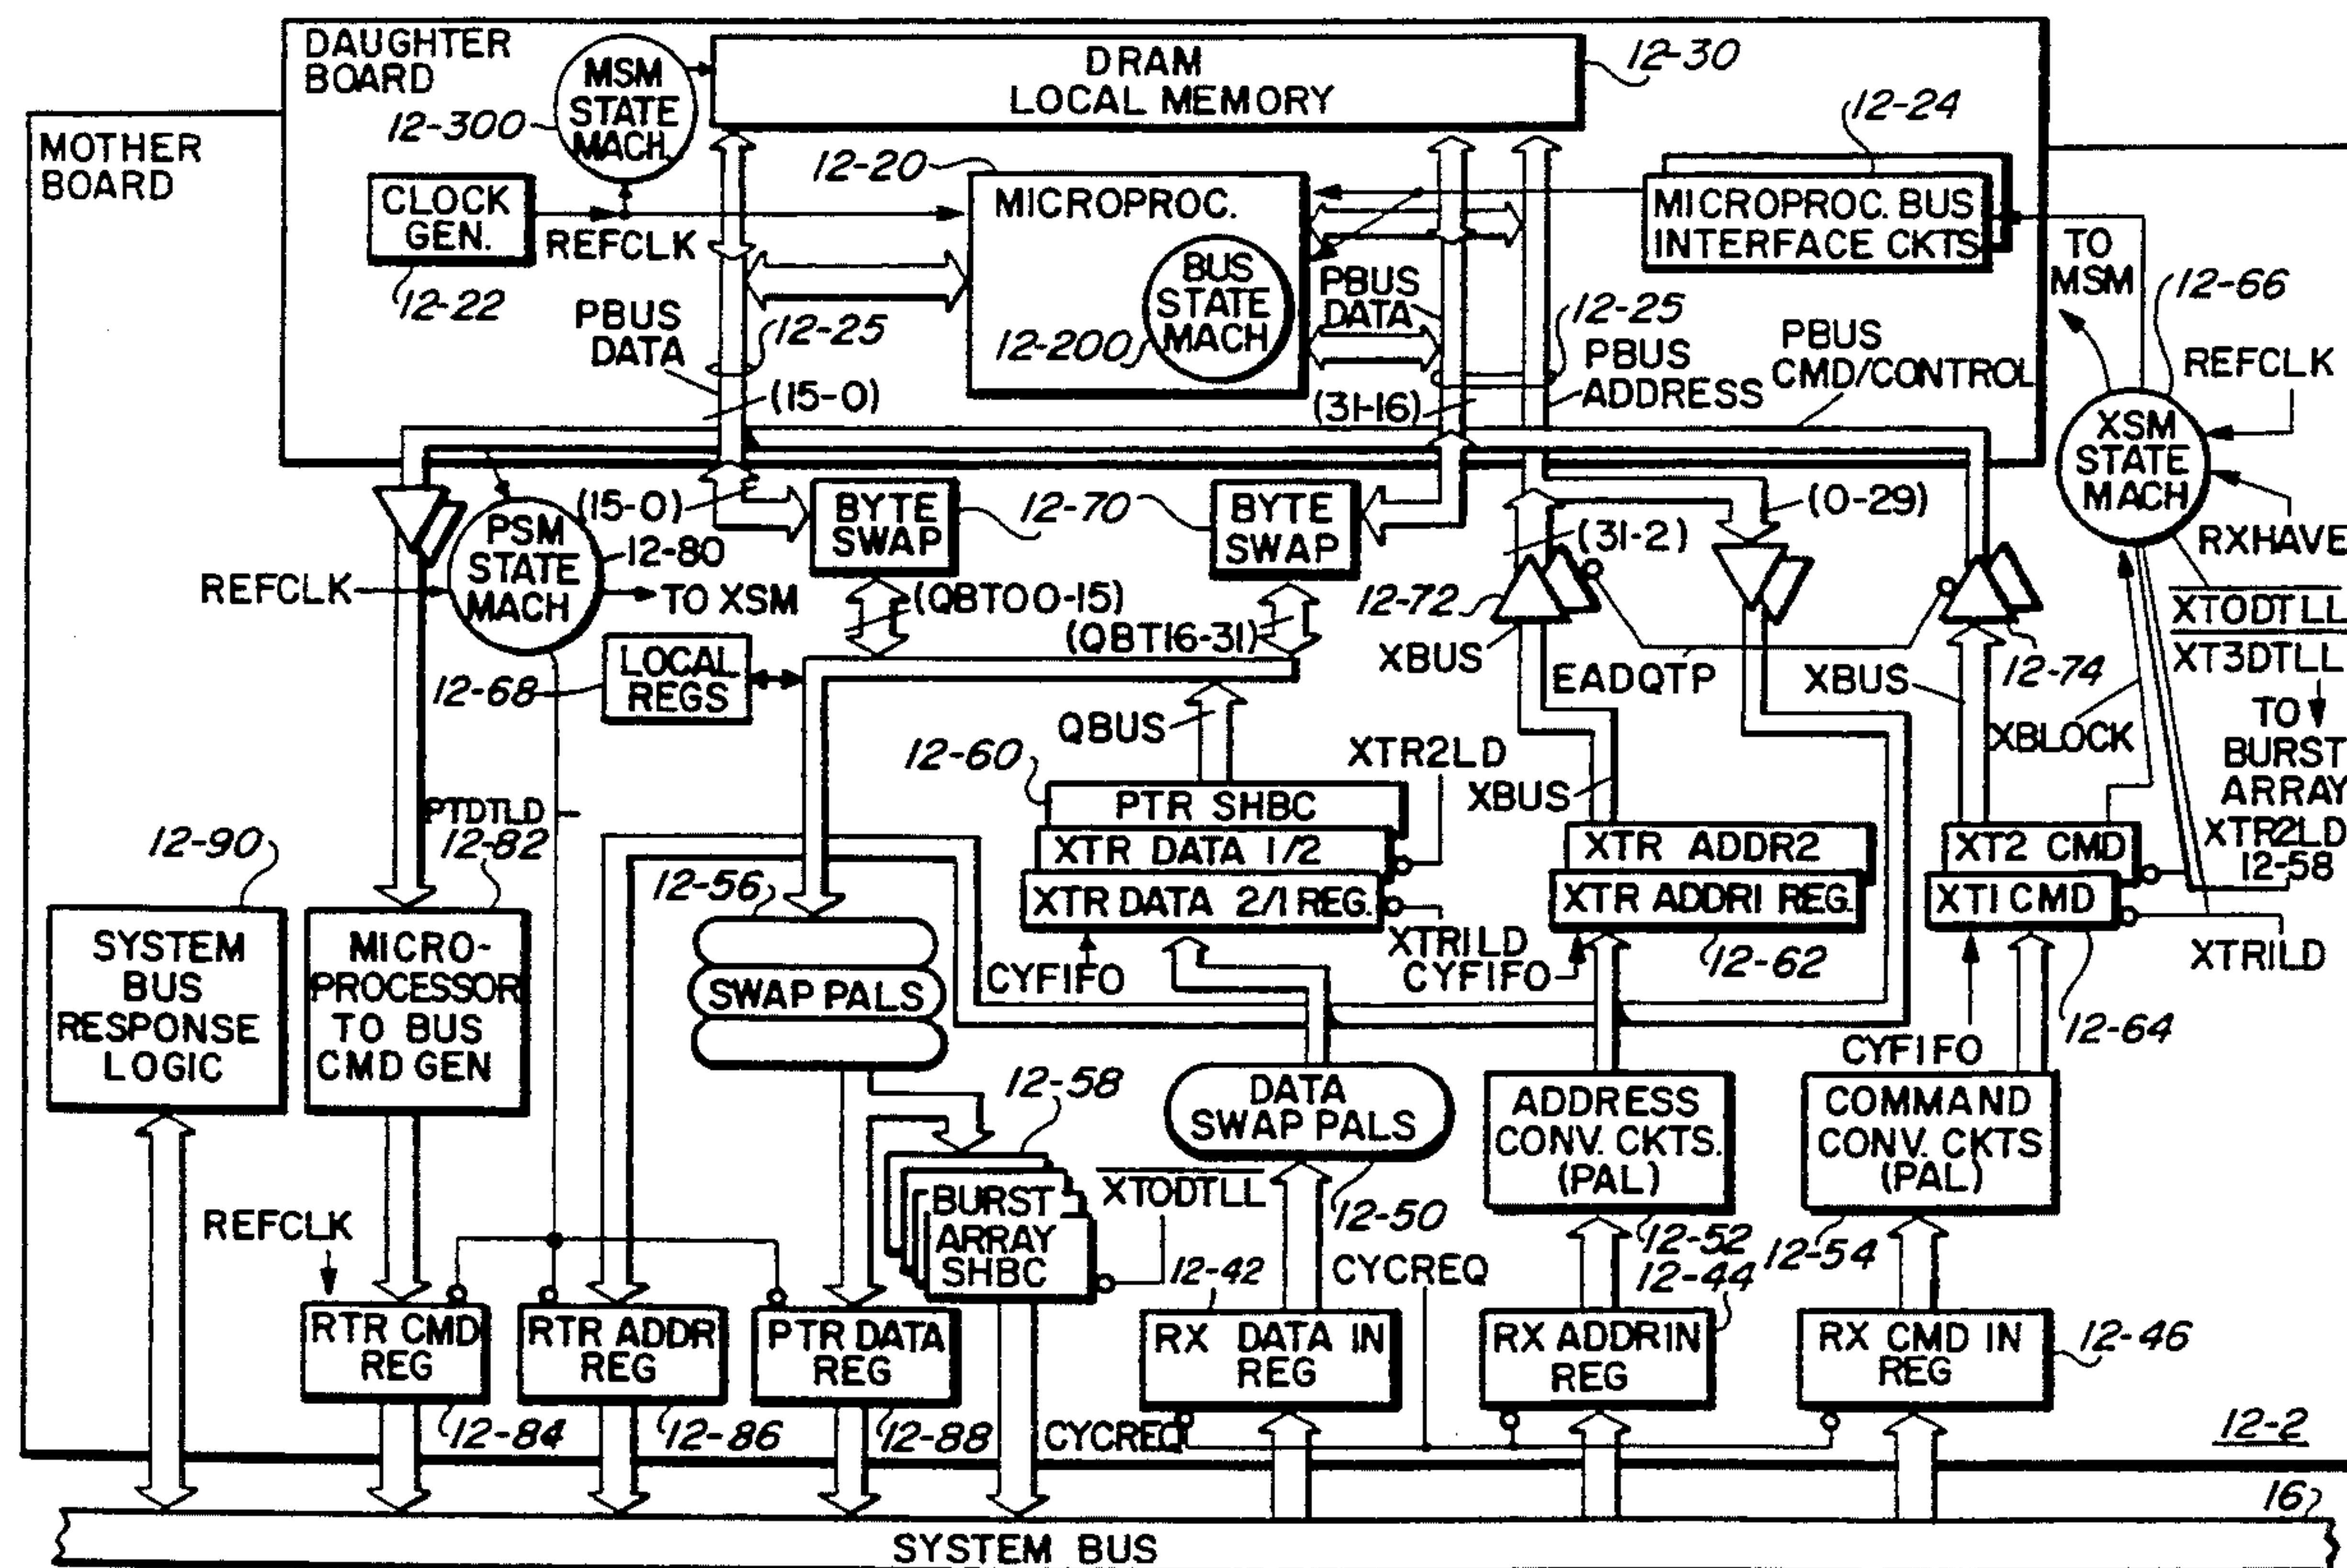 DAUGHTER
BOARD
MSM
STATE
MACH.
12-300
DRAM
LOCAL MEMORY
12-30
12-24
MOTHER
BOARD
CLOCK
GEN.
12-22
REFCLK
12-20
MICROPROC.
BUS
STATE
MACH
12-200
MICROPROC. BUS
INTERFACE CKTS
TO
MSM
12-66
PBUS
DATA
12-25
(15-0)
PBUS
DATA
(31-16)
12-25
PBUS
ADDRESS
PBUS
CMD/CONTROL
REFCLK
XSM
STATE
MACH
RXHAVE
PSM
STATE
MACH
(15-0)
12-80
REFCLK
TO XSM
BYTE
SWAP
12-70
BYTE
SWAP
(31-2)
(0-29)
12-72
XBUS
EADQTP
XBUS
12-74
XTODTLL
XT3DTLL
TO
BURST
ARRAY
XTR2LD
12-58
XBLOCK
(QBT00-15)
(QBT16-31)
LOCAL
REGS
12-68
QBUS
12-60
PTR SHBC
XTR DATA 1/2
XTR DATA 2/1 REG.
XTR2LD
XTR1LD
CYFIFO
XBUS
XTR ADDR2
XTR ADDR1 REG.
CYFIFO
12-62
XT2 CMD
XT1 CMD
XTR1LD
CYFIFO
12-64
PTDTLD
12-82
12-90
SYSTEM
BUS
RESPONSE
LOGIC
MICRO-
PROCESSOR
TO BUS
CMD GEN
12-56
SWAP PALS
12-58
BURST
ARRAY
SHBC
XTODTLL
DATA
SWAP PALS
12-50
ADDRESS
CONV. CKTS.
(PAL)
12-52
COMMAND
CONV. CKTS
(PAL)
12-54
REFCLK
RTR CMD
REG
12-84
RTR ADDR
REG
12-86
PTR DATA
REG
12-88
12-42
RX DATA IN
REG
CYCREQ
CYCREQ
12-44
RX ADDR IN
REG
RX CMD IN
REG
12-46
12-2
16
SYSTEM BUS